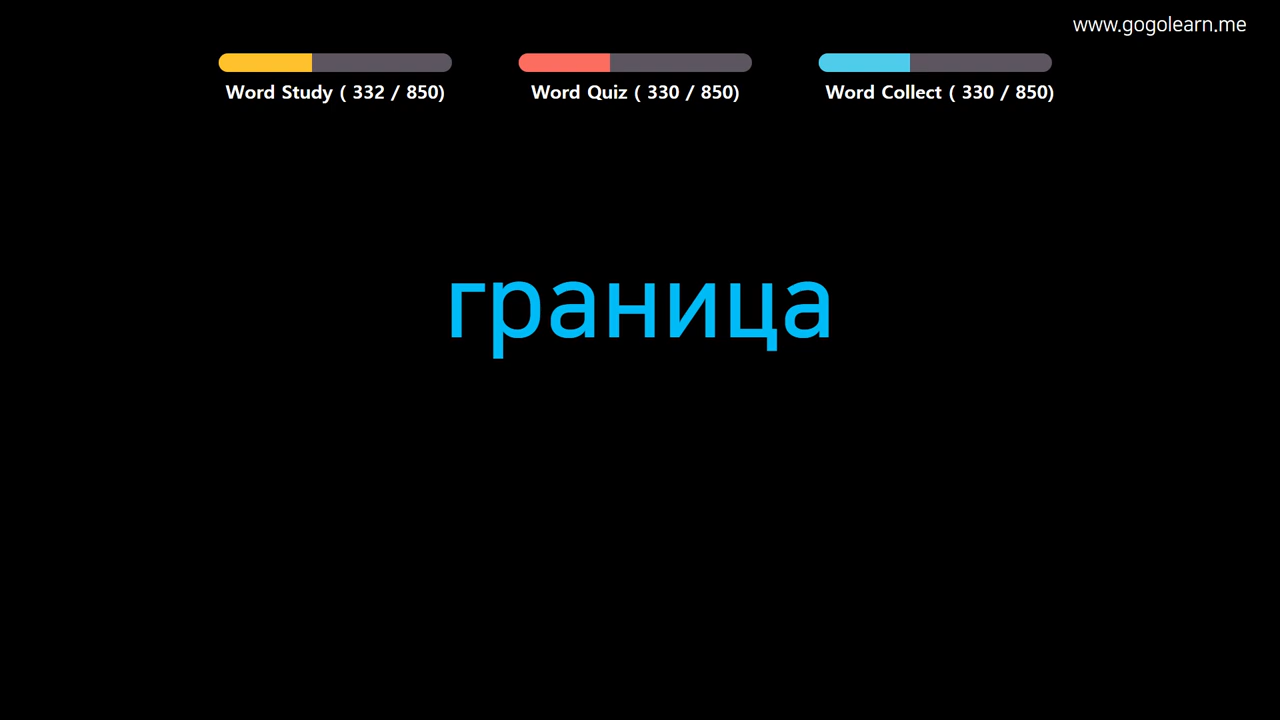 www.gogolearn.me
Word Study ( 332 / 850)
Word Quiz ( 330 / 850)
Word Collect ( 330 / 850)
граница